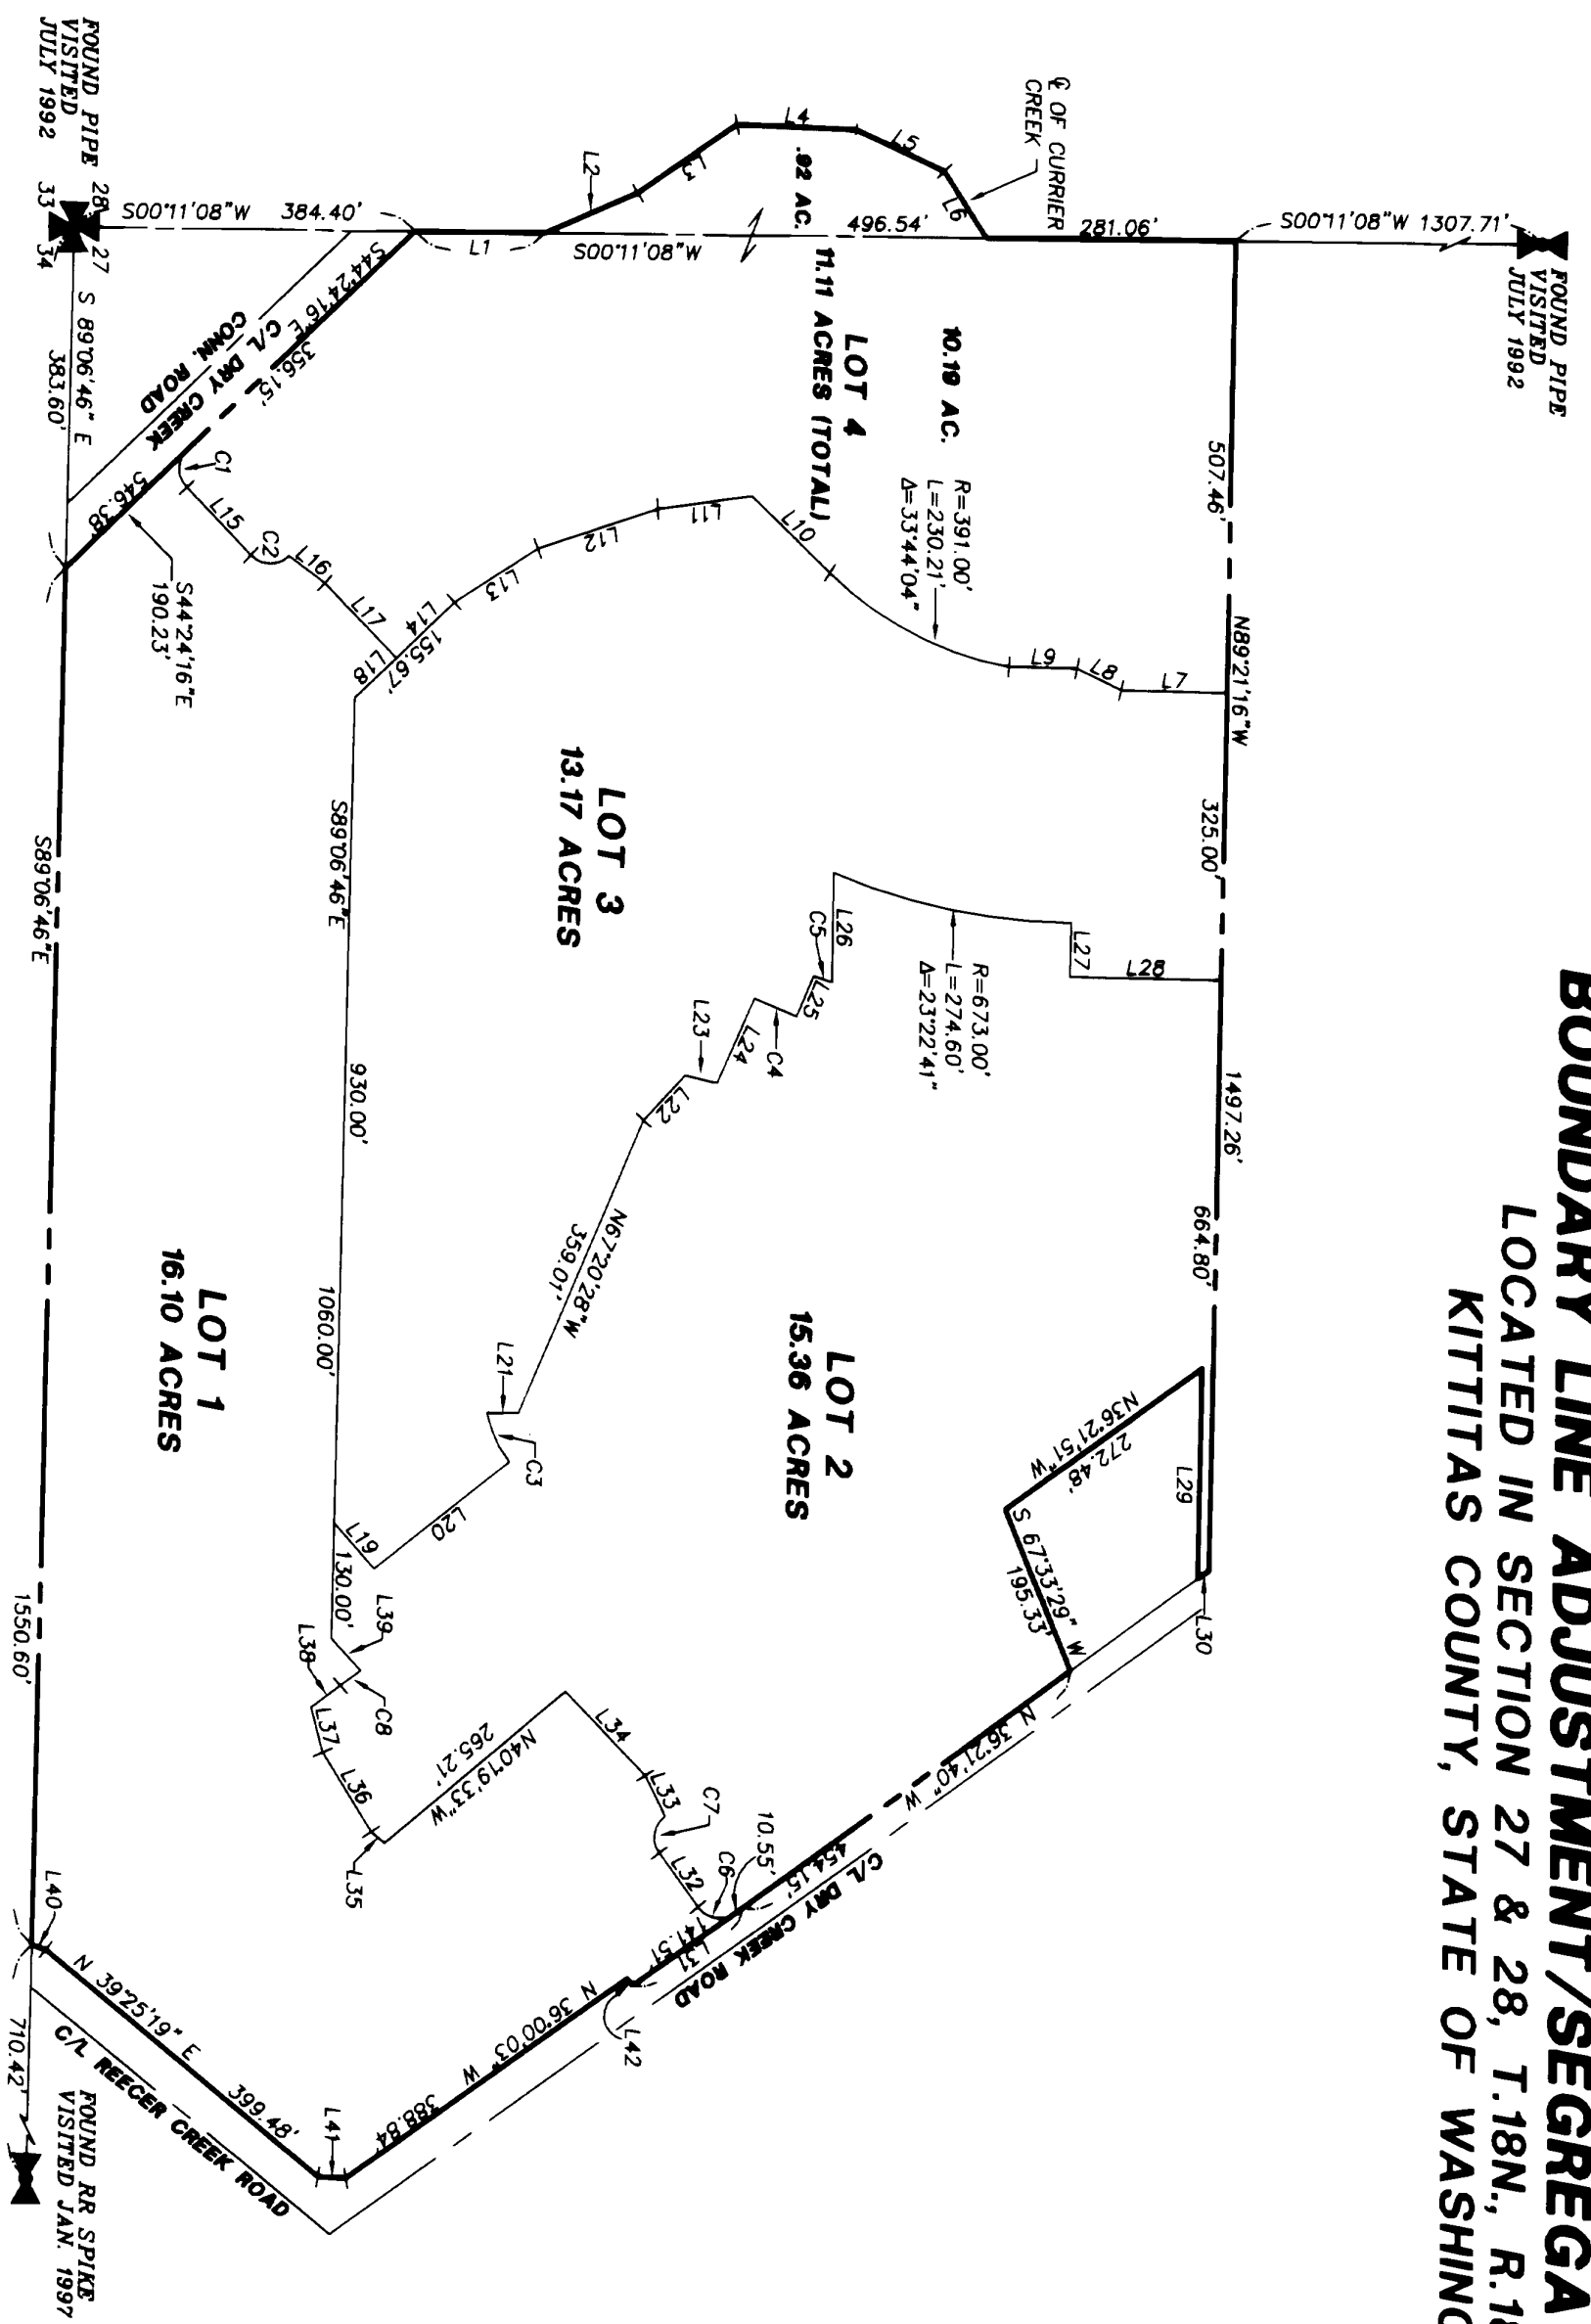 BOUNDARY LINE ADJUSTMENT/SEGREGA
LOCATED IN SECTION 27 & 28, T.18N., R.1
KITTITAS COUNTY, STATE OF WASHING
FOUND PIPE
VISITED
JULY 1992
S00°11'08"W 1307.71'
281.06'
507.46'
N89°21'16"W
325.00'
1497.26'
664.80'
℄ OF CURRIER
CREEK
L6
L5
L4
L3
L2
L1
.92 AC.
496.54'
S00°11'08"W
S00°11'08"W 384.40'
10.19 AC.
LOT 4
11.11 ACRES (TOTAL)
R=391.00'
L=230.21'
Δ=33°44'04"
L7
L8
L9
L10
L11
L12
L13
L14
155.67'
L18
L17
L16
C2
L15
C1
S44°24'16"E 356.15'
C/L DRY CREEK
CONN. ROAD
546.38'
S44°24'16"E
190.23'
FOUND PIPE
VISITED
JULY 1992
28
27
33
34
S 89°06'46" E
383.60'
LOT 3
13.17 ACRES
S89°06'46"E
930.00'
1060.00'
130.00'
R=673.00'
L=274.60'
Δ=23°22'41"
L28
L27
L26
C5
L25
C4
L24
L23
L22
N67°20'28"W
359.01'
L21
C3
L20
L19
LOT 2
15.36 ACRES
L29
L30
N36°21'51"W
272.48'
S 67°33'29" W
195.33'
N 36°21'40" W
454.15'
C/L DRY CREEK ROAD
10.55'
C6
C7
L31
141.51'
L32
L33
L34
N40°19'33"W
265.21'
L35
L36
L37
L38
C8
L39
LOT 1
16.10 ACRES
L42
N 36°00'03" W
388.84'
L41
N 39°25'19" E
399.48'
C/L REECER CREEK ROAD
L40
S89°06'46"E
1550.60'
710.42'
FOUND RR SPIKE
VISITED JAN. 1997